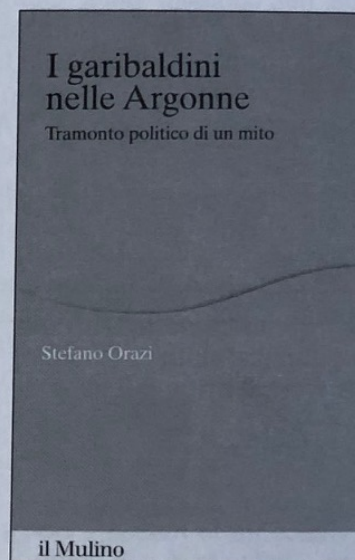 I garibaldini
nelle Argonne
Tramonto politico di un mito
Stefano Orazi
il Mulino